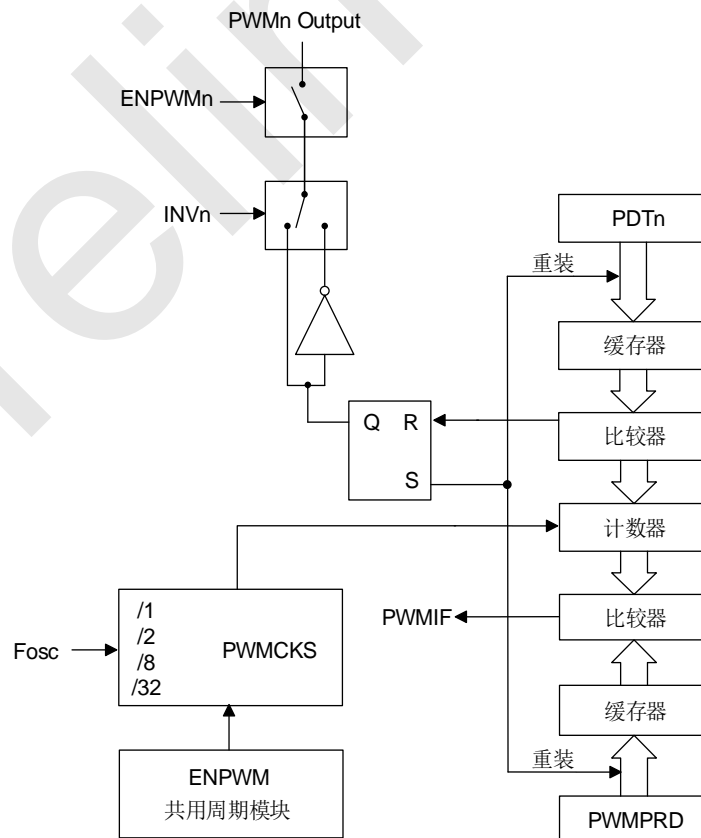 PWMn Output
ENPWMn
INVn
PDTn
重装
缓存器
Q R
比较器
S
计数器
/1
/2
/8
/32
PWMCKS
Fosc
PWMIF
比较器
缓存器
重装
ENPWM
共用周期模块
PWMPRD